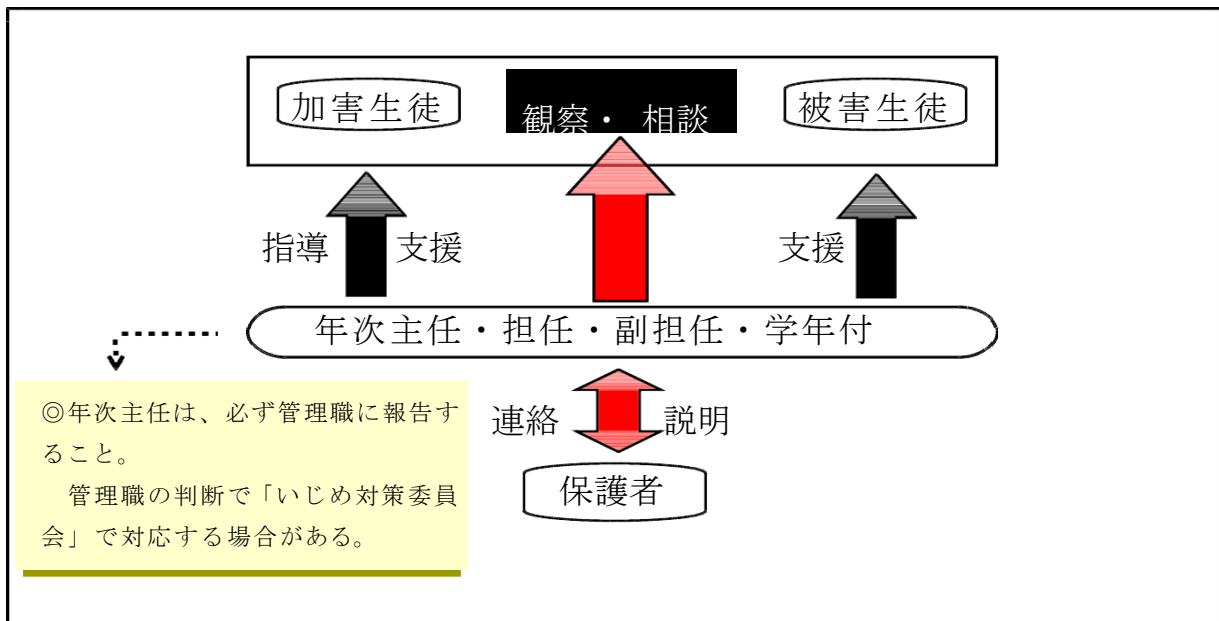 加害生徒
観察・ 相談
被害生徒
指導
支援
支援
年次主任・担任・副担任・学年付
◎年次主任は、必ず管理職に報告す
ること。
　管理職の判断で「いじめ対策委員
会」で対応する場合がある。
連絡
説明
保護者